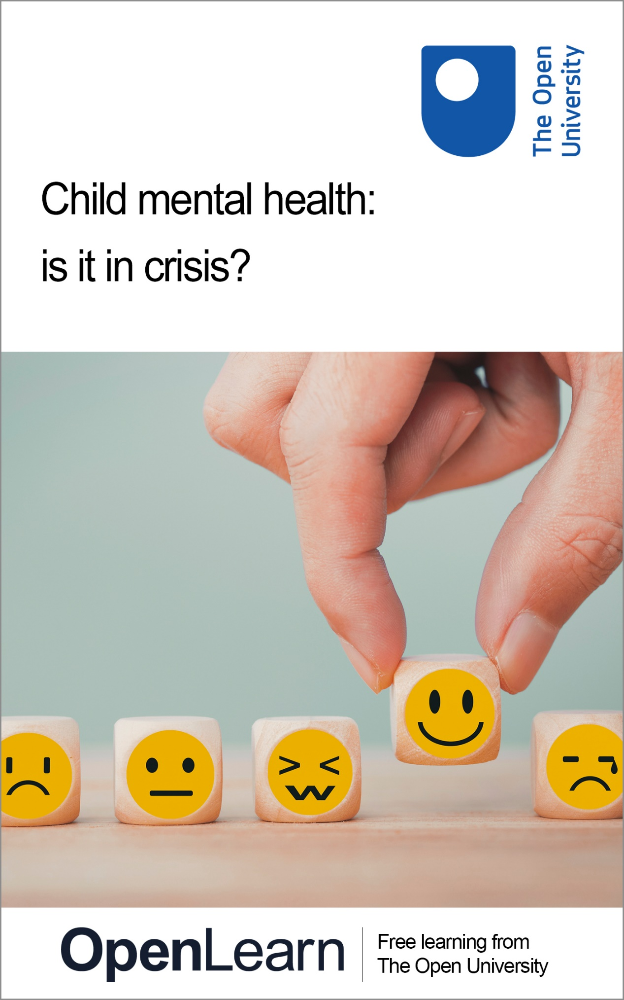 The Open
University
Child mental health:
is it in crisis?
OpenLearn
Free learning from
The Open University